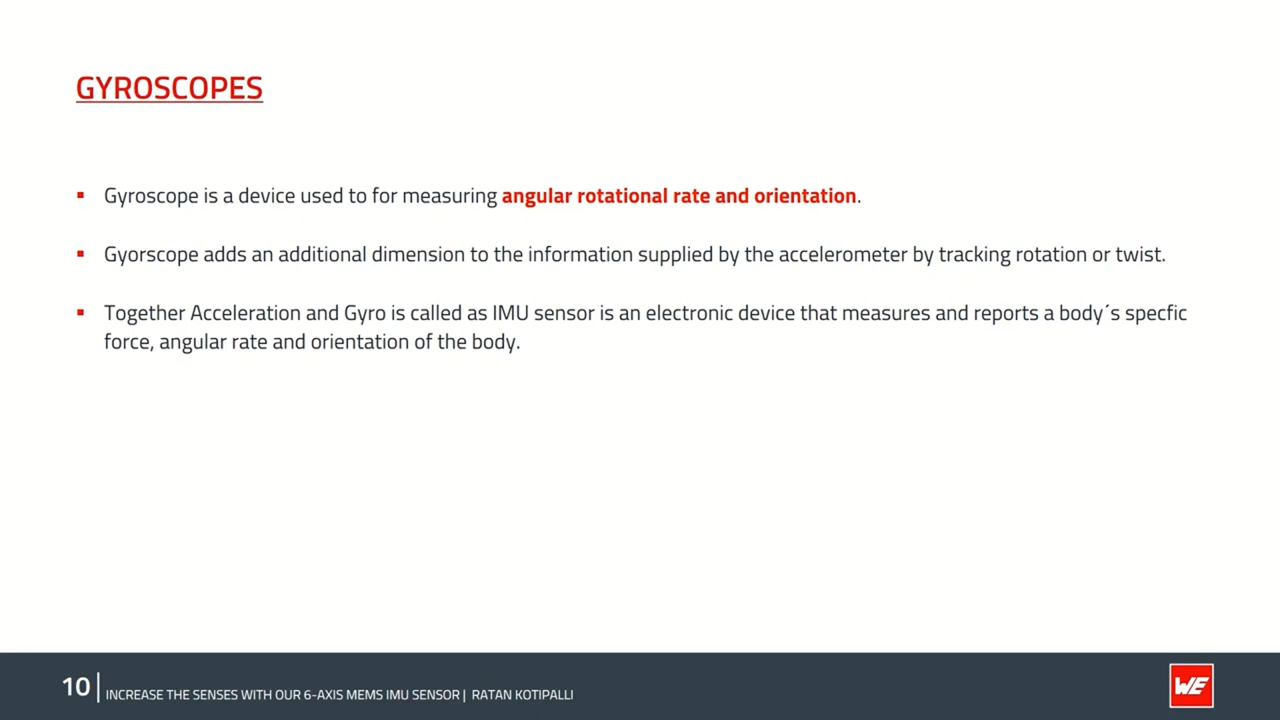 GYROSCOPES
Gyroscope is a device used to for measuring angular rotational rate and orientation.
Gyorscope adds an additional dimension to the information supplied by the accelerometer by tracking rotation or twist.
Together Acceleration and Gyro is called as IMU sensor is an electronic device that measures and reports a body´s specfic
force, angular rate and orientation of the body.
10 | INCREASE THE SENSES WITH OUR 6-AXIS MEMS IMU SENSOR | RATAN KOTIPALLI
WE